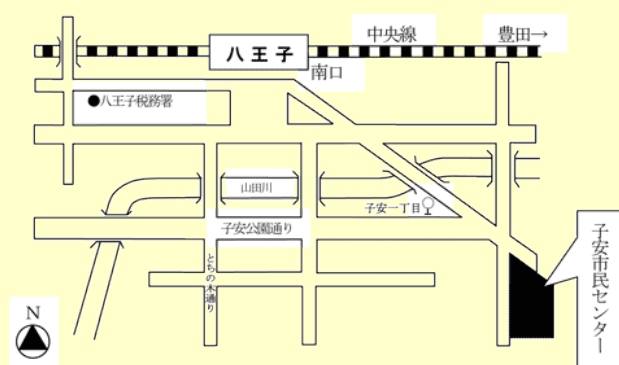 中央線
豊田→
八王子
南口
●八王子税務署
山田川
子安一丁目
子安公園通り
とちの木通り
子安市民センター
N